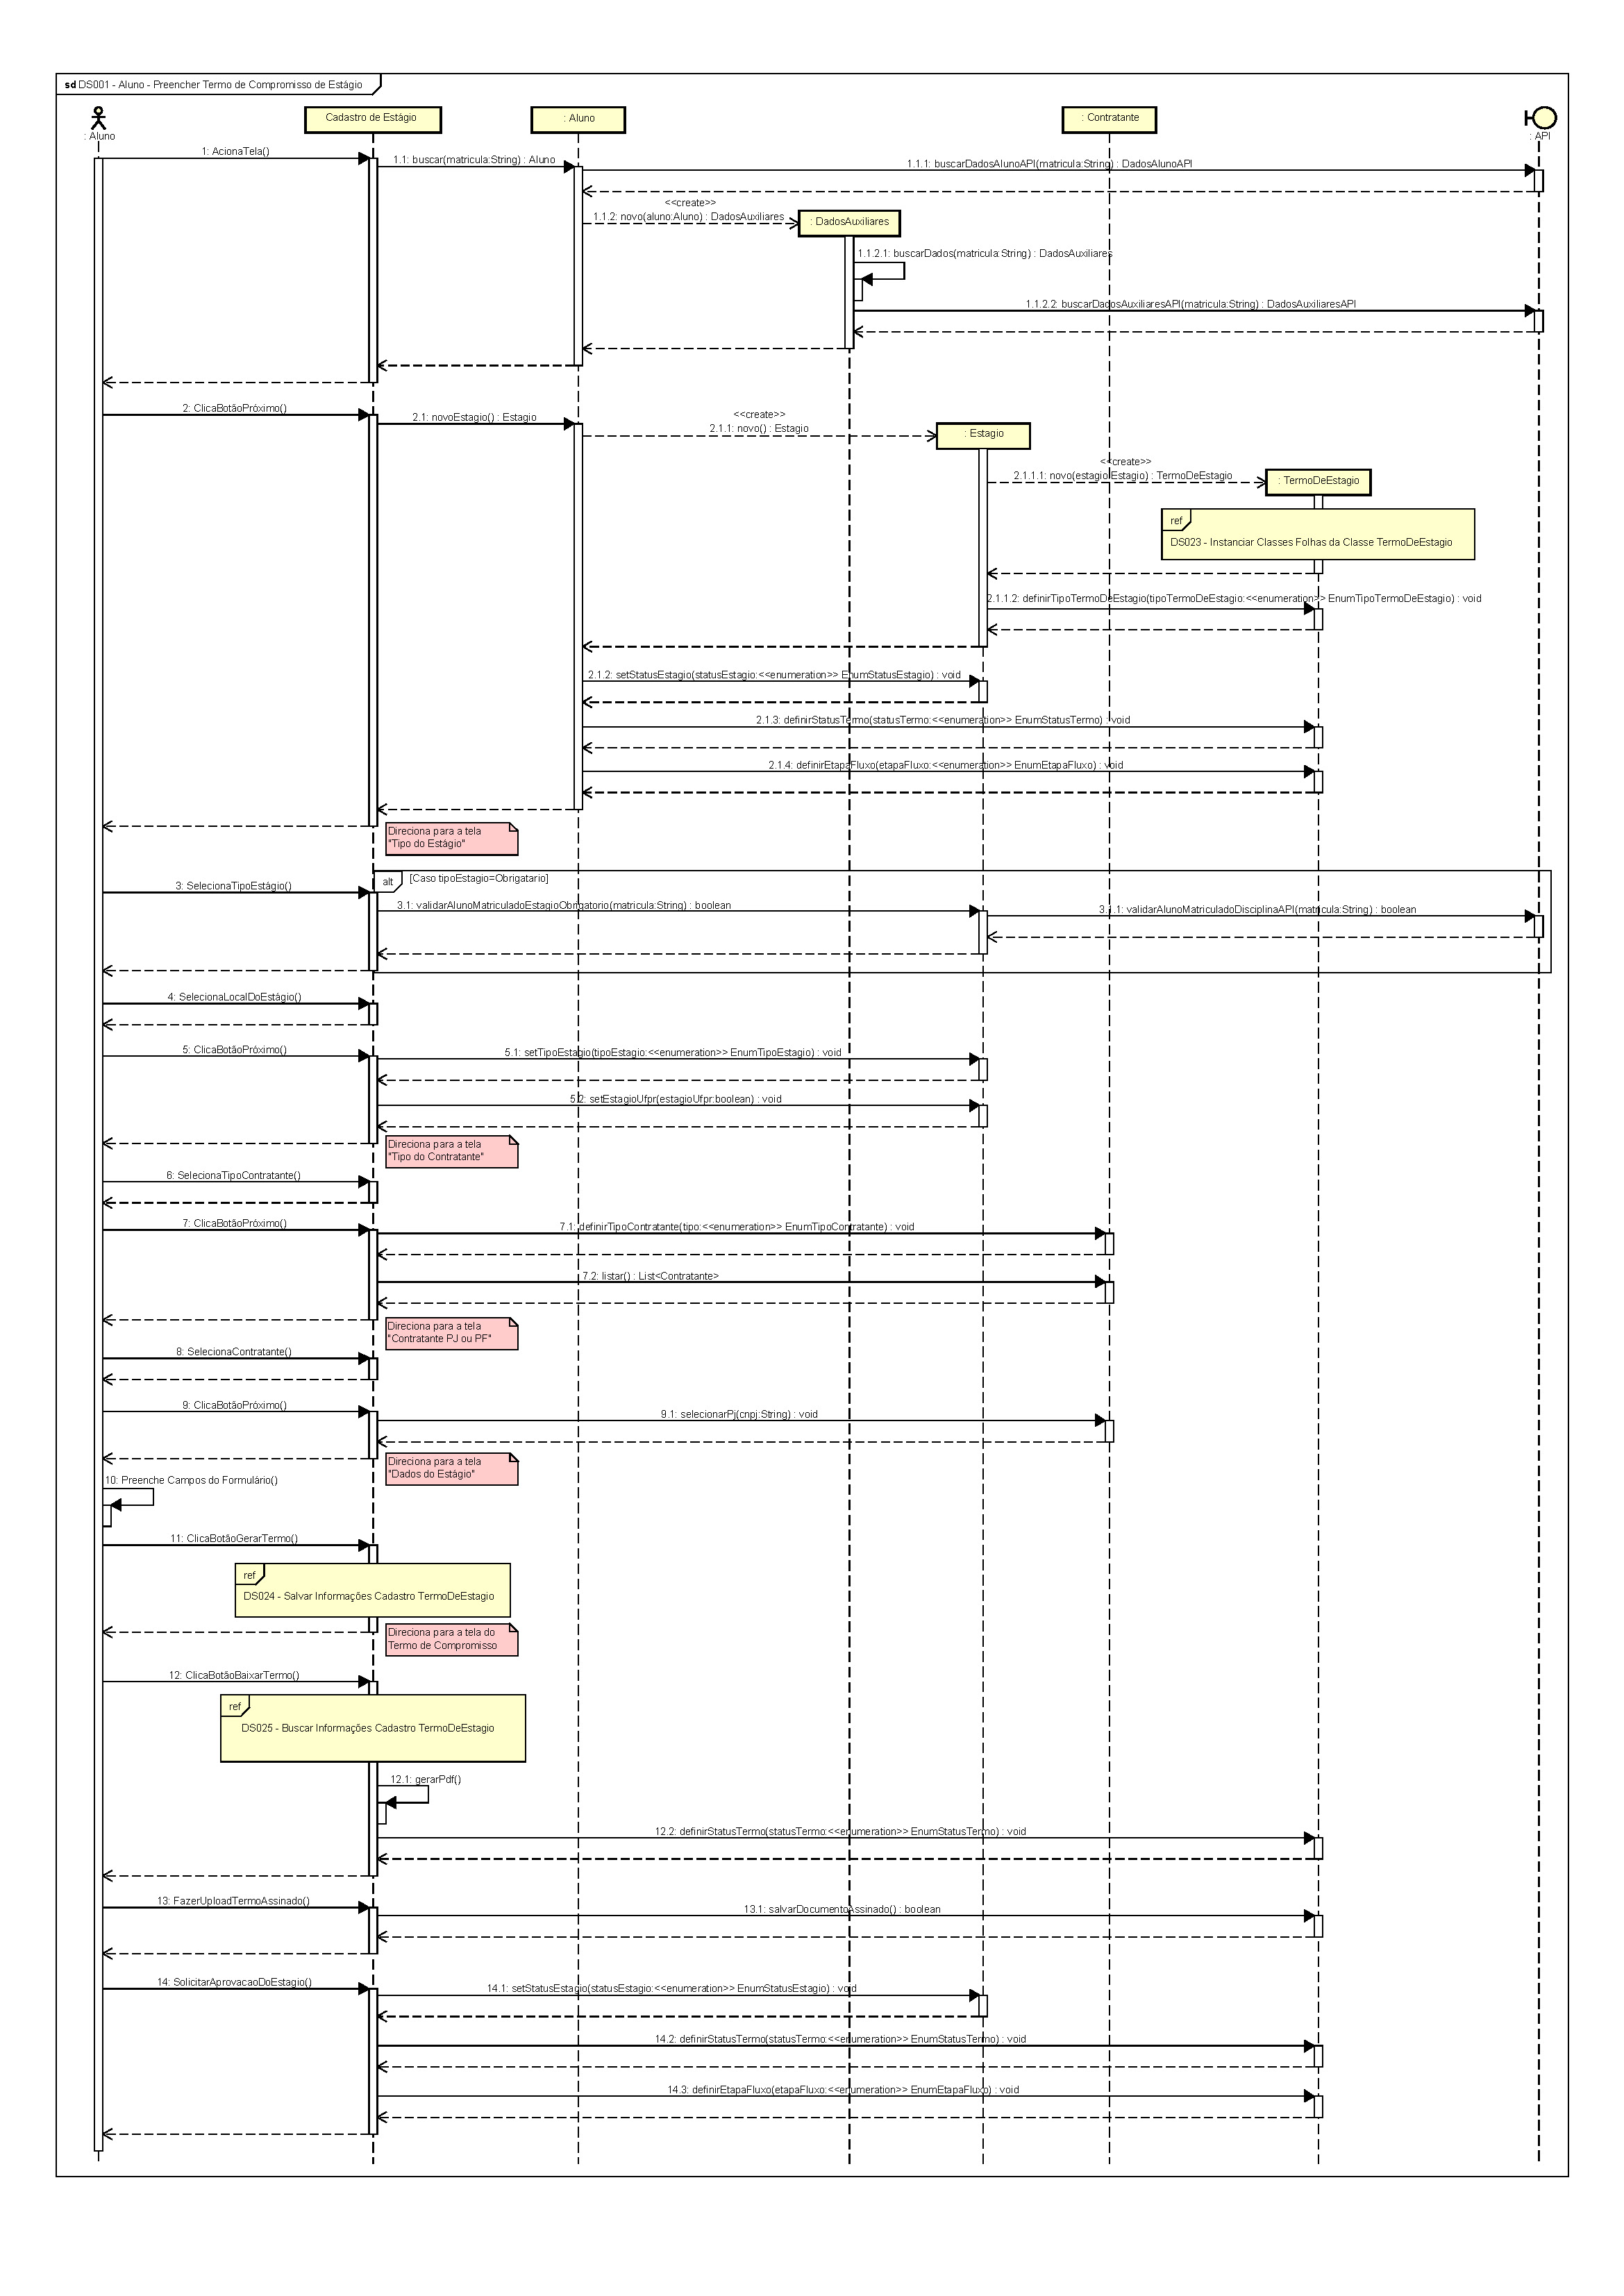 sd DS001 - Aluno - Preencher Termo de Compromisso de Estágio
: Aluno
Cadastro de Estágio
: Aluno
: Contratante
: API
1: AcionaTela()
1.1: buscar(matricula:String) : Aluno
1.1.1: buscarDadosAlunoAPI(matricula:String) : DadosAlunoAPI
<<create>>
1.1.2: novo(aluno:Aluno) : DadosAuxiliares
: DadosAuxiliares
1.1.2.1: buscarDados(matricula:String) : DadosAuxiliares
1.1.2.2: buscarDadosAuxiliaresAPI(matricula:String) : DadosAuxiliaresAPI
2: ClicaBotãoPróximo()
2.1: novoEstagio() : Estagio
<<create>>
2.1.1: novo() : Estagio
: Estagio
<<create>>
2.1.1.1: novo(estagio:Estagio) : TermoDeEstagio
: TermoDeEstagio
ref
DS023 - Instanciar Classes Folhas da Classe TermoDeEstagio
2.1.1.2: definirTipoTermoDeEstagio(tipoTermoDeEstagio:<<enumeration>> EnumTipoTermoDeEstagio) : void
2.1.2: setStatusEstagio(statusEstagio:<<enumeration>> EnumStatusEstagio) : void
2.1.3: definirStatusTermo(statusTermo:<<enumeration>> EnumStatusTermo) : void
2.1.4: definirEtapaFluxo(etapaFluxo:<<enumeration>> EnumEtapaFluxo) : void
Direciona para a tela
"Tipo do Estágio"
alt
[Caso tipoEstagio=Obrigatario]
3: SelecionaTipoEstágio()
3.1: validarAlunoMatriculadoEstagioObrigatorio(matricula:String) : boolean
3.1.1: validarAlunoMatriculadoDisciplinaAPI(matricula:String) : boolean
4: SelecionaLocalDoEstágio()
5: ClicaBotãoPróximo()
5.1: setTipoEstagio(tipoEstagio:<<enumeration>> EnumTipoEstagio) : void
5.2: setEstagioUfpr(estagioUfpr:boolean) : void
Direciona para a tela
"Tipo do Contratante"
6: SelecionaTipoContratante()
7: ClicaBotãoPróximo()
7.1: definirTipoContratante(tipo:<<enumeration>> EnumTipoContratante) : void
7.2: listar() : List<Contratante>
Direciona para a tela
"Contratante PJ ou PF"
8: SelecionaContratante()
9: ClicaBotãoPróximo()
9.1: selecionarPj(cnpj:String) : void
Direciona para a tela
"Dados do Estágio"
10: Preenche Campos do Formulário()
11: ClicaBotãoGerarTermo()
ref
DS024 - Salvar Informações Cadastro TermoDeEstagio
Direciona para a tela do
Termo de Compromisso
12: ClicaBotãoBaixarTermo()
ref
DS025 - Buscar Informações Cadastro TermoDeEstagio
12.1: gerarPdf()
12.2: definirStatusTermo(statusTermo:<<enumeration>> EnumStatusTermo) : void
13: FazerUploadTermoAssinado()
13.1: salvarDocumentoAssinado() : boolean
14: SolicitarAprovacaoDoEstagio()
14.1: setStatusEstagio(statusEstagio:<<enumeration>> EnumStatusEstagio) : void
14.2: definirStatusTermo(statusTermo:<<enumeration>> EnumStatusTermo) : void
14.3: definirEtapaFluxo(etapaFluxo:<<enumeration>> EnumEtapaFluxo) : void